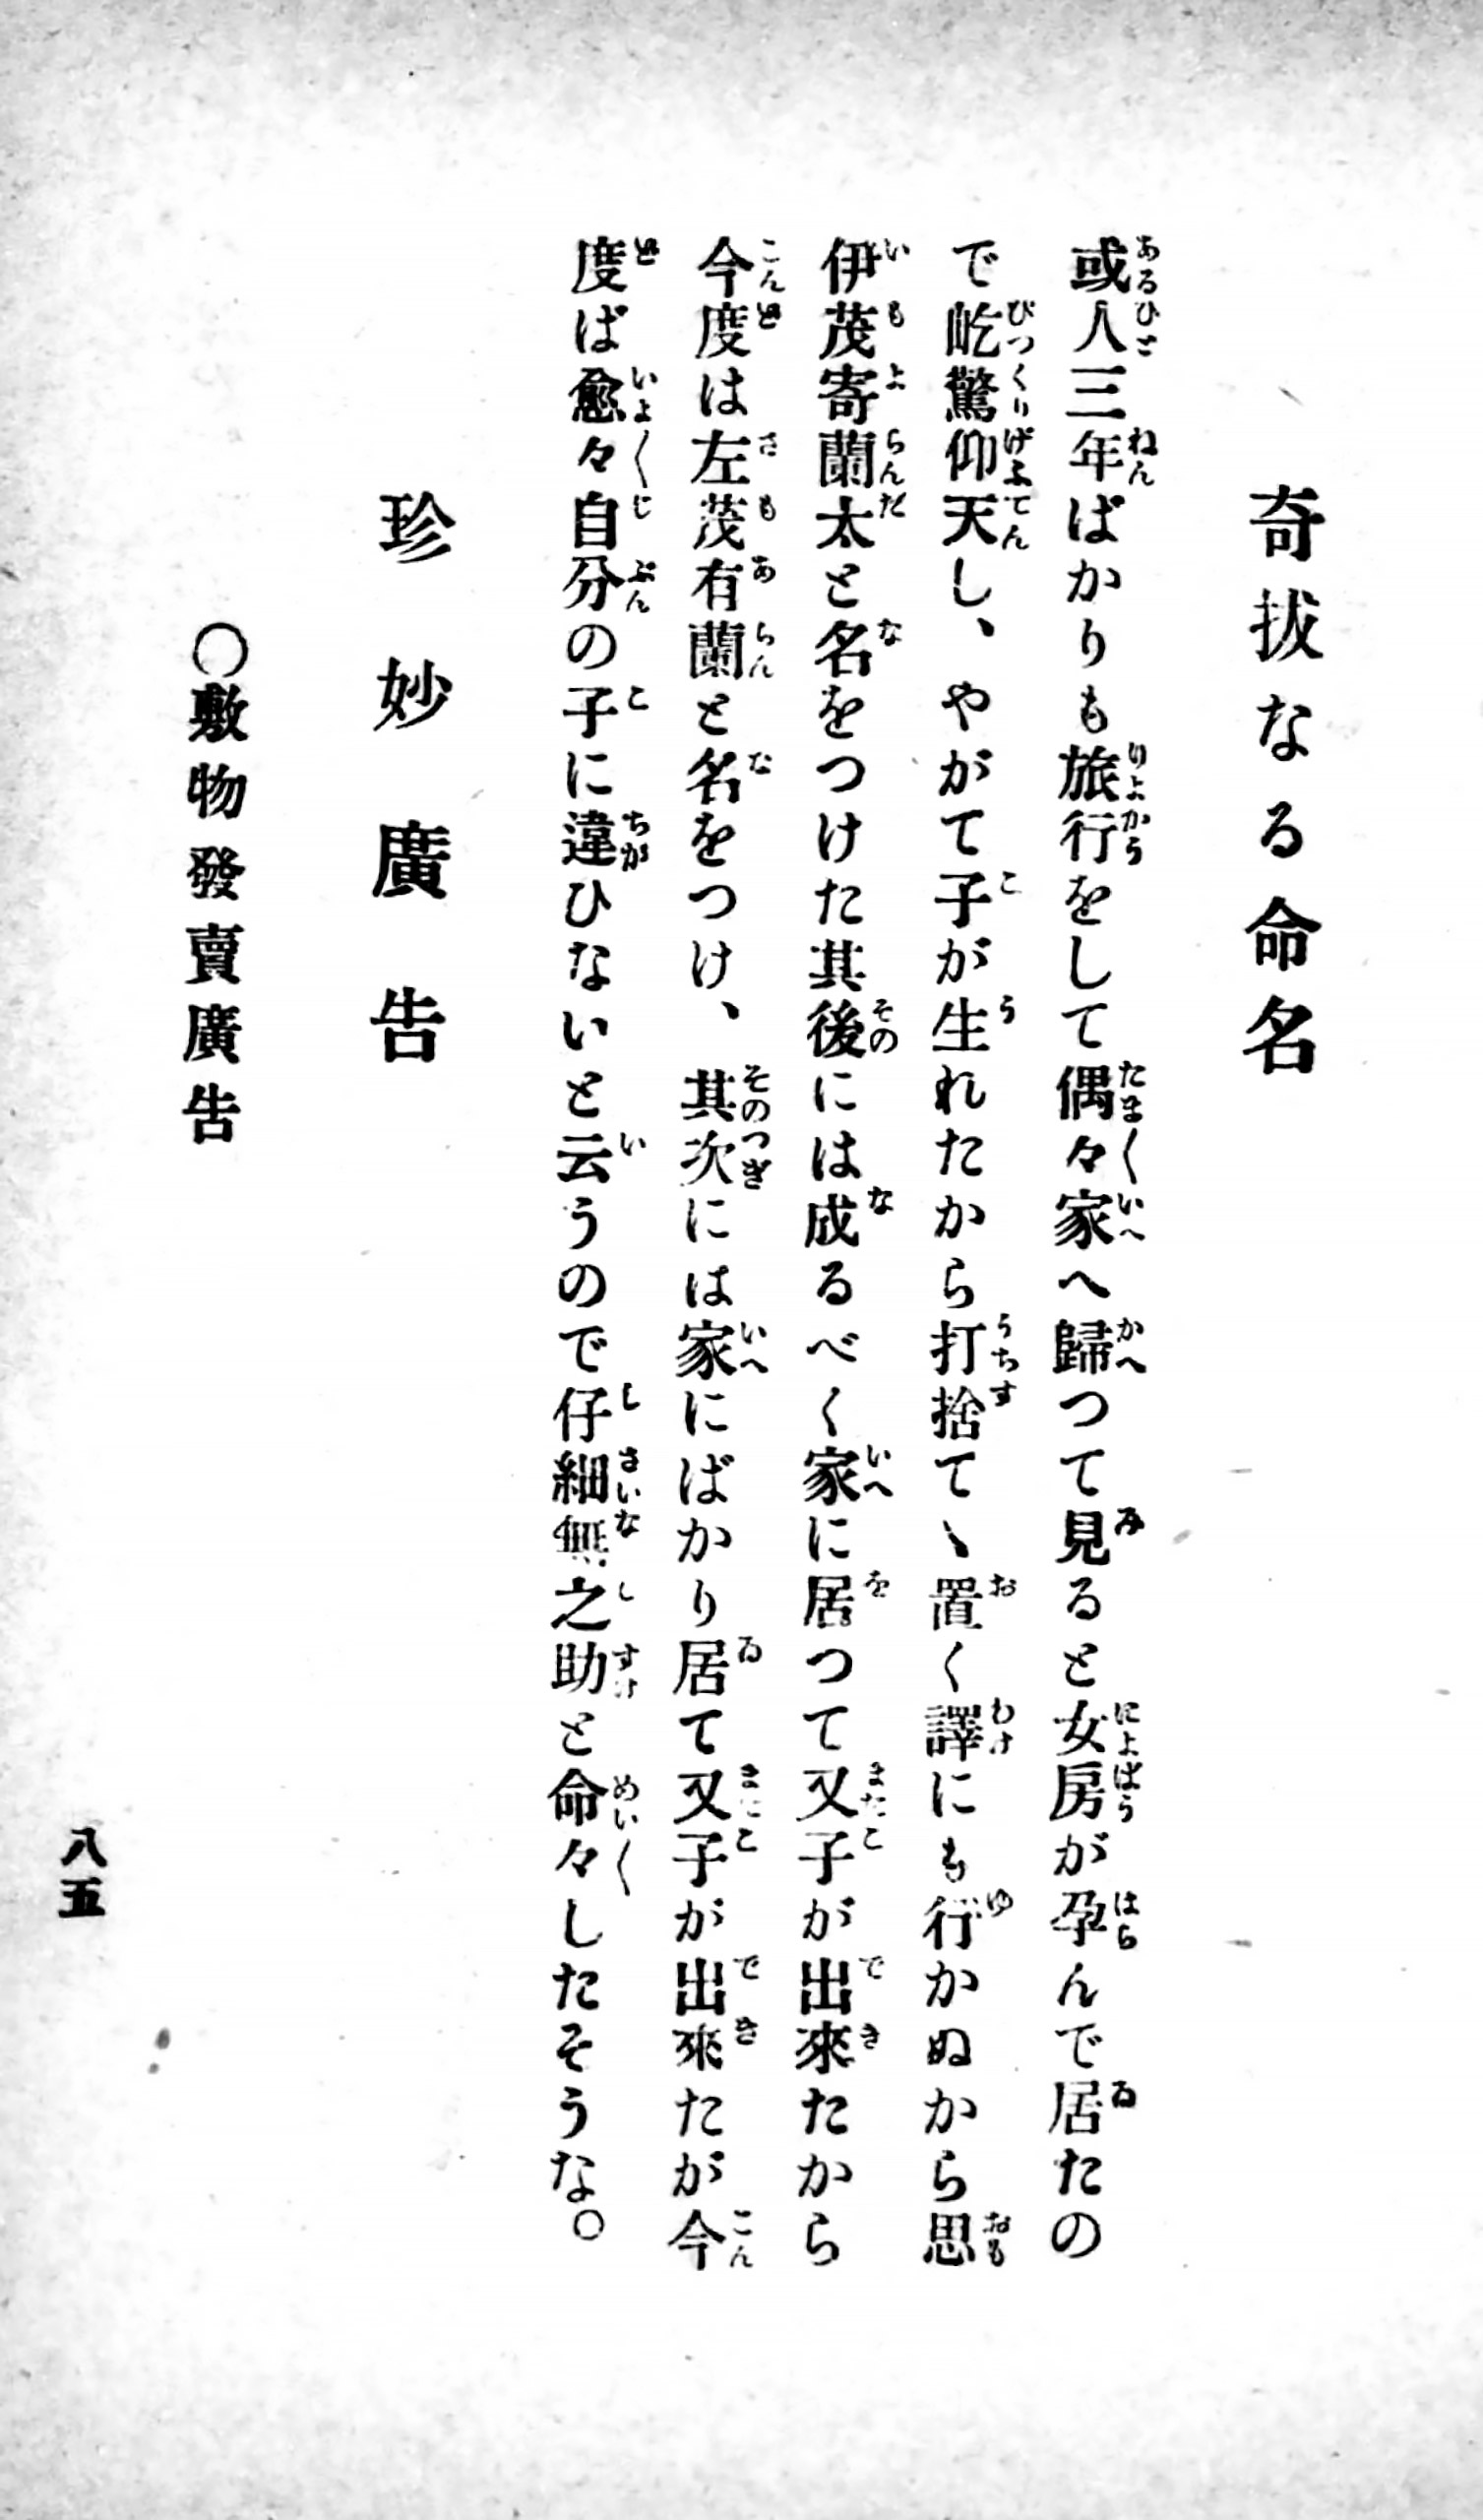 奇拔なる命名
或人三年ばかりも旅行をして偶々家へ歸つて見ると女房が孕んで居たの
で屹驚仰天し、やがて子が生れたから打捨てゝ置く譯にも行かぬから思
伊茂寄蘭太と名をつけた其後には成るべく家に居つて又子が出來たから
今度は左茂有蘭と名をつけ、其次には家にばかり居て又子が出來たが今
度ば愈々自分の子に違ひないと云うので仔細無之助と命々したそうな。
珍妙廣告
〇敷物發賣廣告
八五